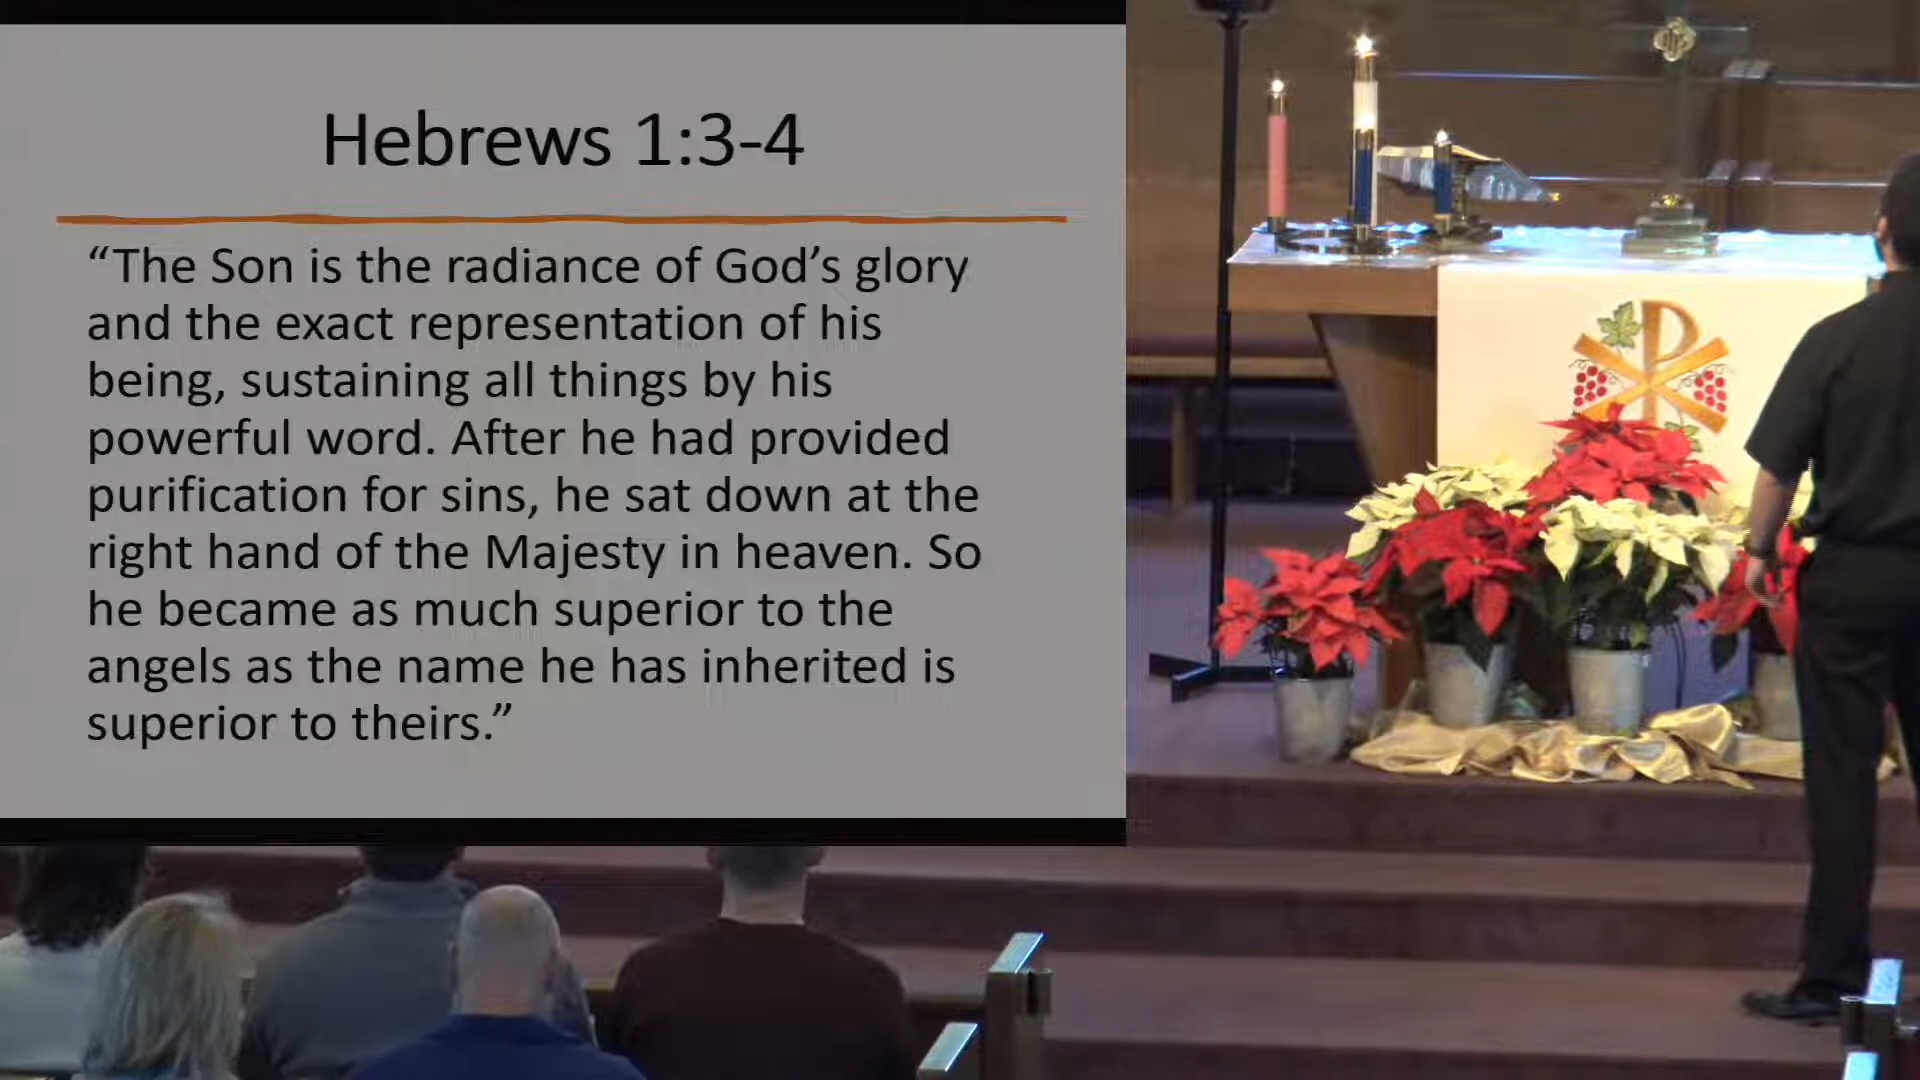 Hebrews 1:3-4
“The Son is the radiance of God’s glory
and the exact representation of his
being, sustaining all things by his
powerful word. After he had provided
purification for sins, he sat down at the
right hand of the Majesty in heaven. So
he became as much superior to the
angels as the name he has inherited is
superior to theirs.”